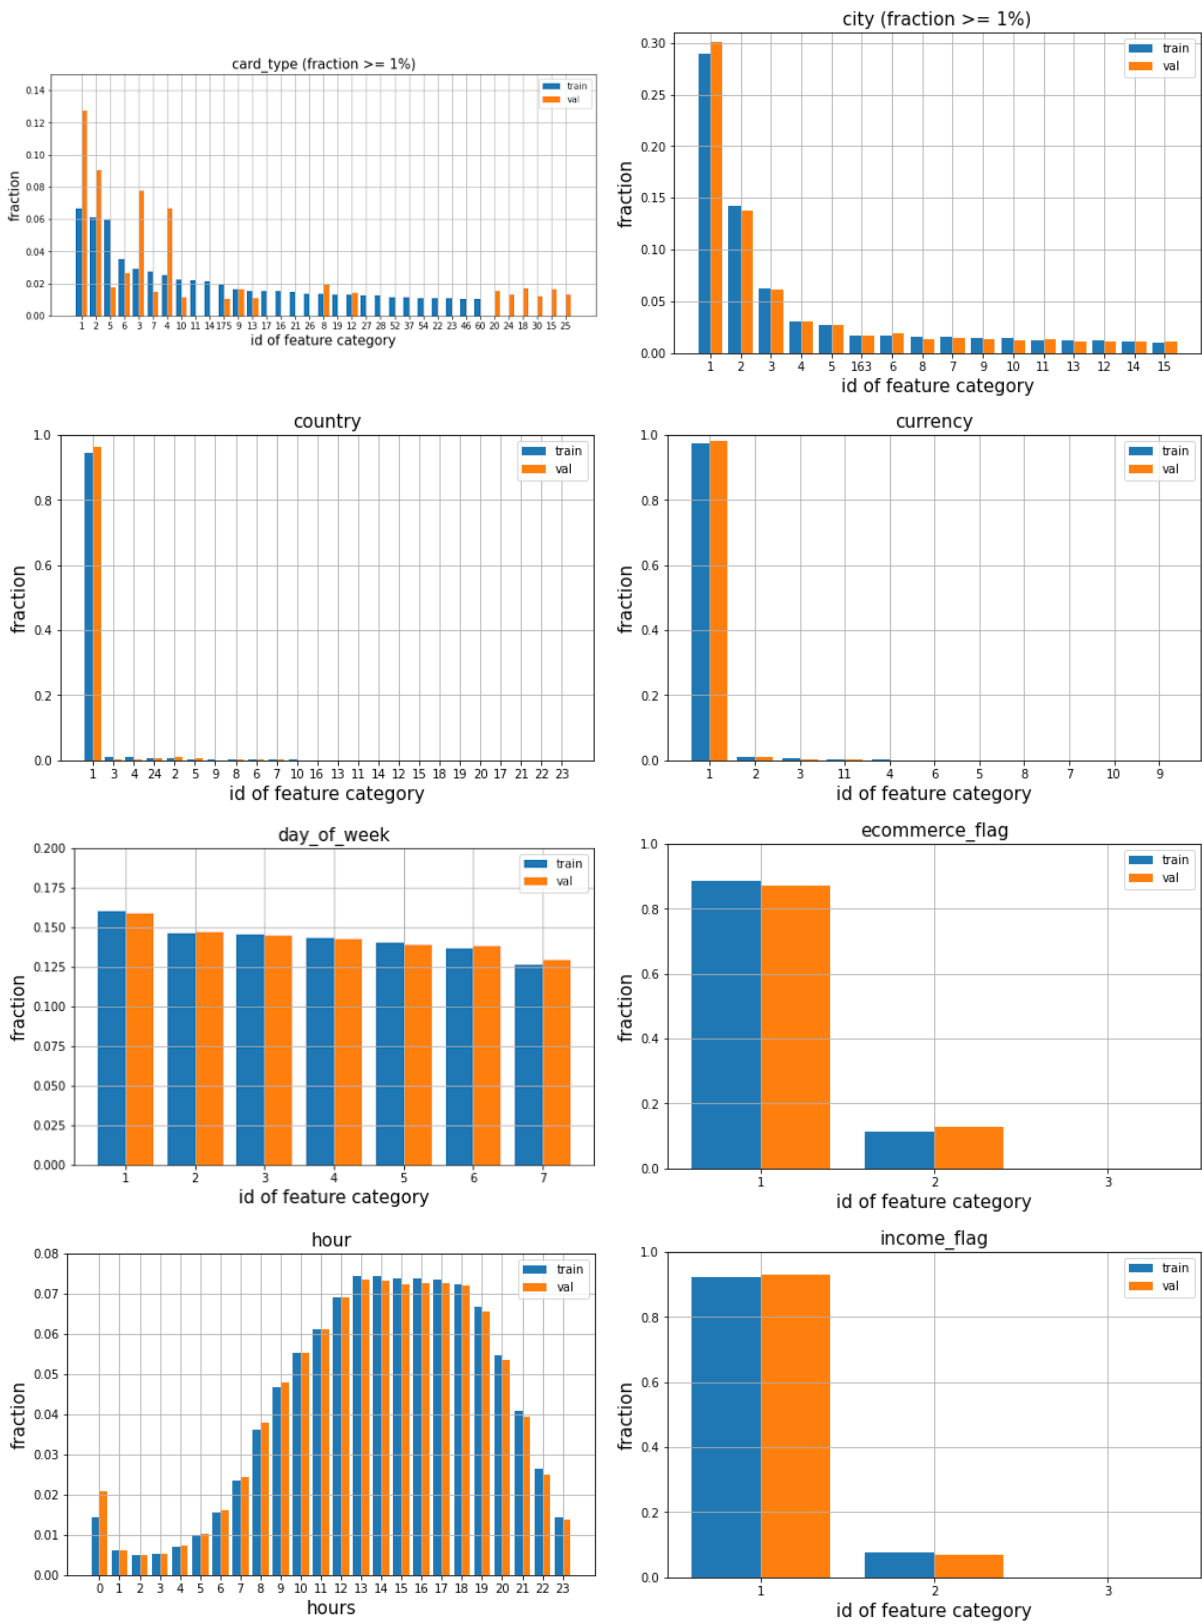 card_type (fraction >= 1%)
train
val
0.14
0.12
0.10
0.08
0.06
0.04
0.02
0.00
fraction
1 2 5 6 3 7 4 10 11 14 175 9 13 17 16 21 26 8 19 12 27 28 52 37 54 22 23 46 60 20 24 18 30 15 25
id of feature category
city (fraction >= 1%)
train
val
0.30
0.25
0.20
0.15
0.10
0.05
0.00
fraction
1 2 3 4 5 163 6 8 7 9 10 11 13 12 14 15
id of feature category
country
train
val
1.0
0.8
0.6
0.4
0.2
0.0
fraction
1 3 4 24 2 5 9 8 6 7 10 16 13 11 14 12 15 18 19 20 17 21 22 23
id of feature category
currency
train
val
1.0
0.8
0.6
0.4
0.2
0.0
fraction
1 2 3 11 4 6 5 8 7 10 9
id of feature category
day_of_week
train
val
0.200
0.175
0.150
0.125
0.100
0.075
0.050
0.025
0.000
fraction
1 2 3 4 5 6 7
id of feature category
ecommerce_flag
train
val
1.0
0.8
0.6
0.4
0.2
0.0
fraction
1 2 3
id of feature category
hour
train
val
0.08
0.07
0.06
0.05
0.04
0.03
0.02
0.01
0.00
fraction
0 1 2 3 4 5 6 7 8 9 10 11 12 13 14 15 16 17 18 19 20 21 22 23
hours
income_flag
train
val
1.0
0.8
0.6
0.4
0.2
0.0
fraction
1 2 3
id of feature category